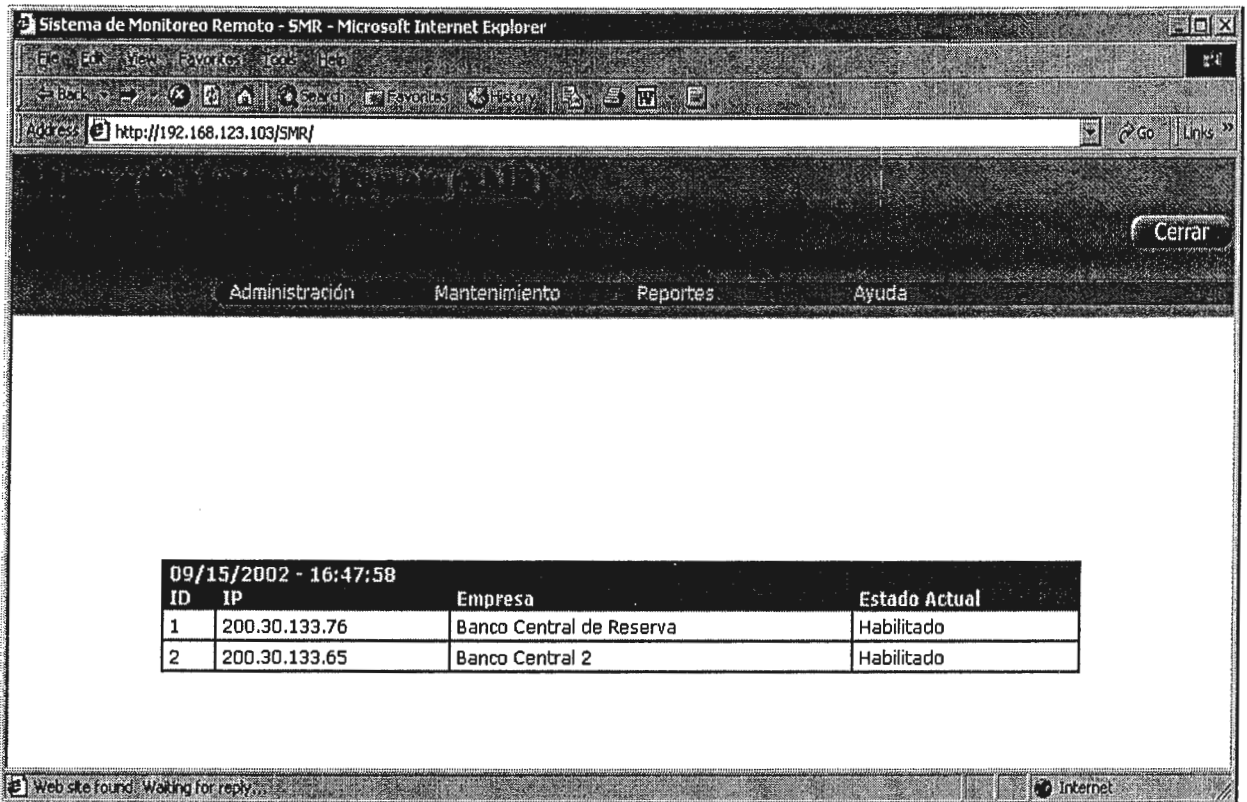 Sistema de Monitoreo Remoto - SMR - Microsoft Internet Explorer
File Edit View Favorites Tools Help
Back Search Favorites History
Address http://192.168.123.103/SMR/ Go Links »
Cerrar
Administración Mantenimiento Reportes Ayuda
09/15/2002 - 16:47:58
ID IP Empresa Estado Actual
1 200.30.133.76 Banco Central de Reserva Habilitado
2 200.30.133.65 Banco Central 2 Habilitado
Web site found. Waiting for reply... Internet